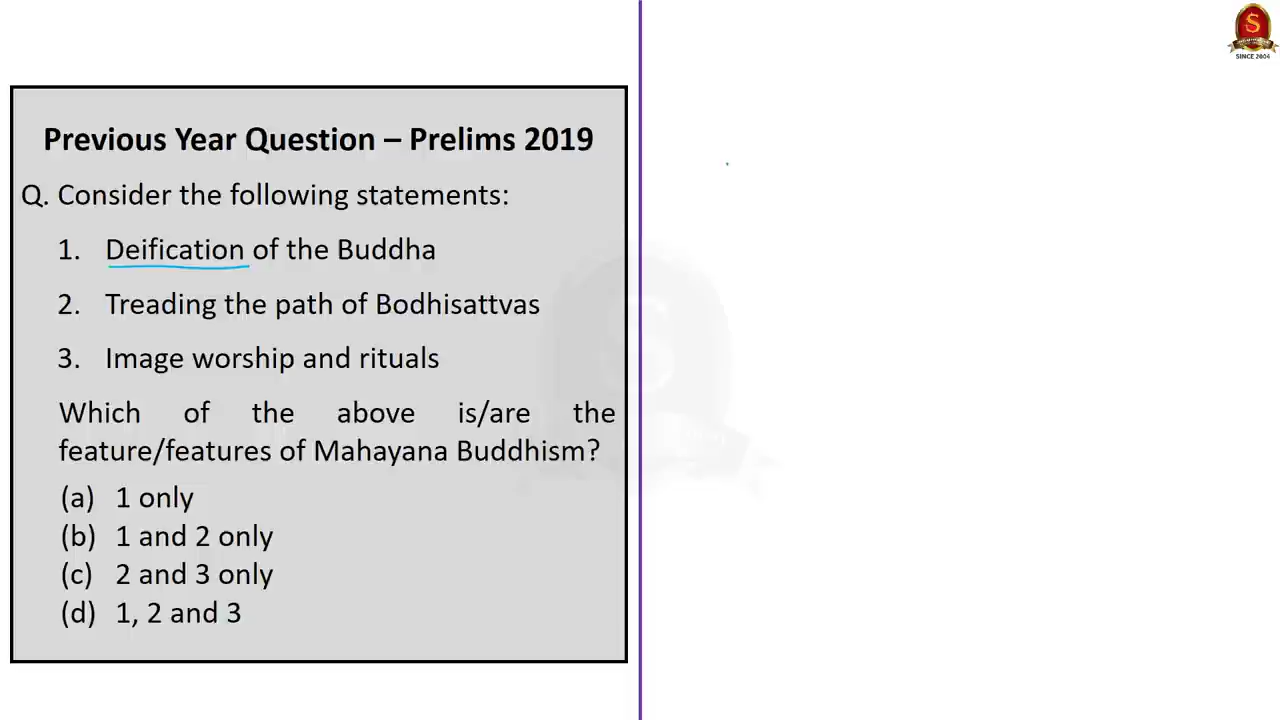 SINCE 2004
Previous Year Question – Prelims 2019
Q. Consider the following statements:
1. Deification of the Buddha
2. Treading the path of Bodhisattvas
3. Image worship and rituals
Which of the above is/are the
feature/features of Mahayana Buddhism?
(a) 1 only
(b) 1 and 2 only
(c) 2 and 3 only
(d) 1, 2 and 3